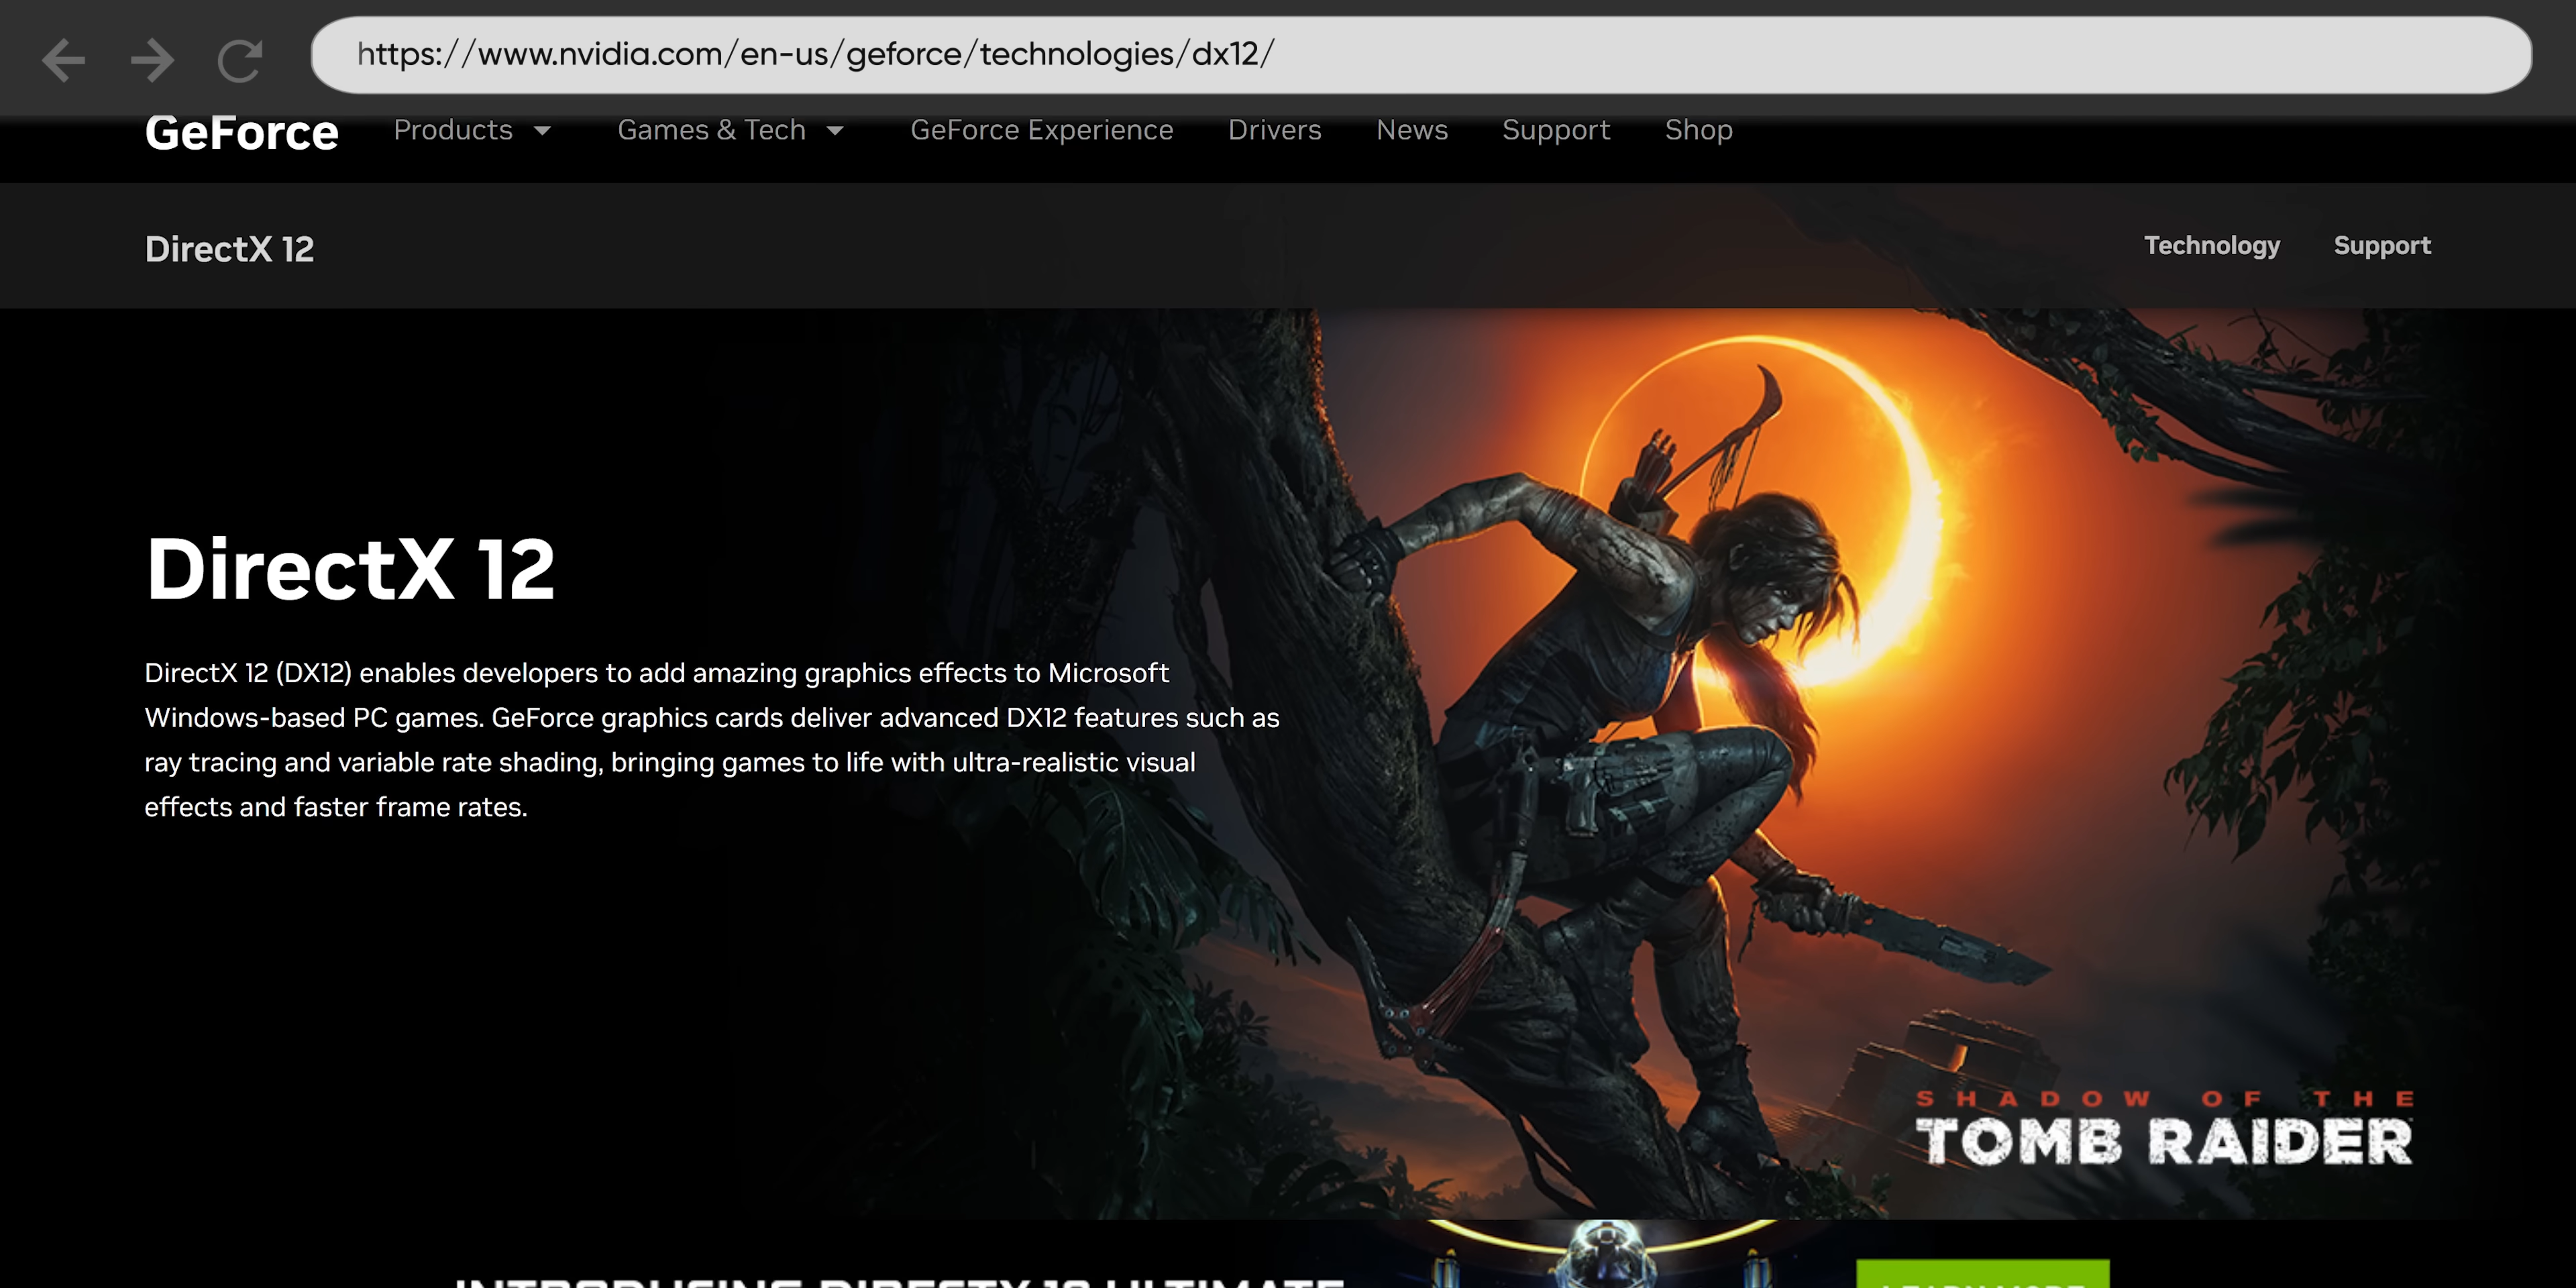 https://www.nvidia.com/en-us/geforce/technologies/dx12/
GeForce Products Games & Tech GeForce Experience Drivers News Support Shop
DirectX 12 Technology Support
DirectX 12
DirectX 12 (DX12) enables developers to add amazing graphics effects to Microsoft
Windows-based PC games. GeForce graphics cards deliver advanced DX12 features such as
ray tracing and variable rate shading, bringing games to life with ultra-realistic visual
effects and faster frame rates.
SHADOW OF THE
TOMB RAIDER
INTRODUCING DIRECTX 12 ULTIMATE
LEARN MORE